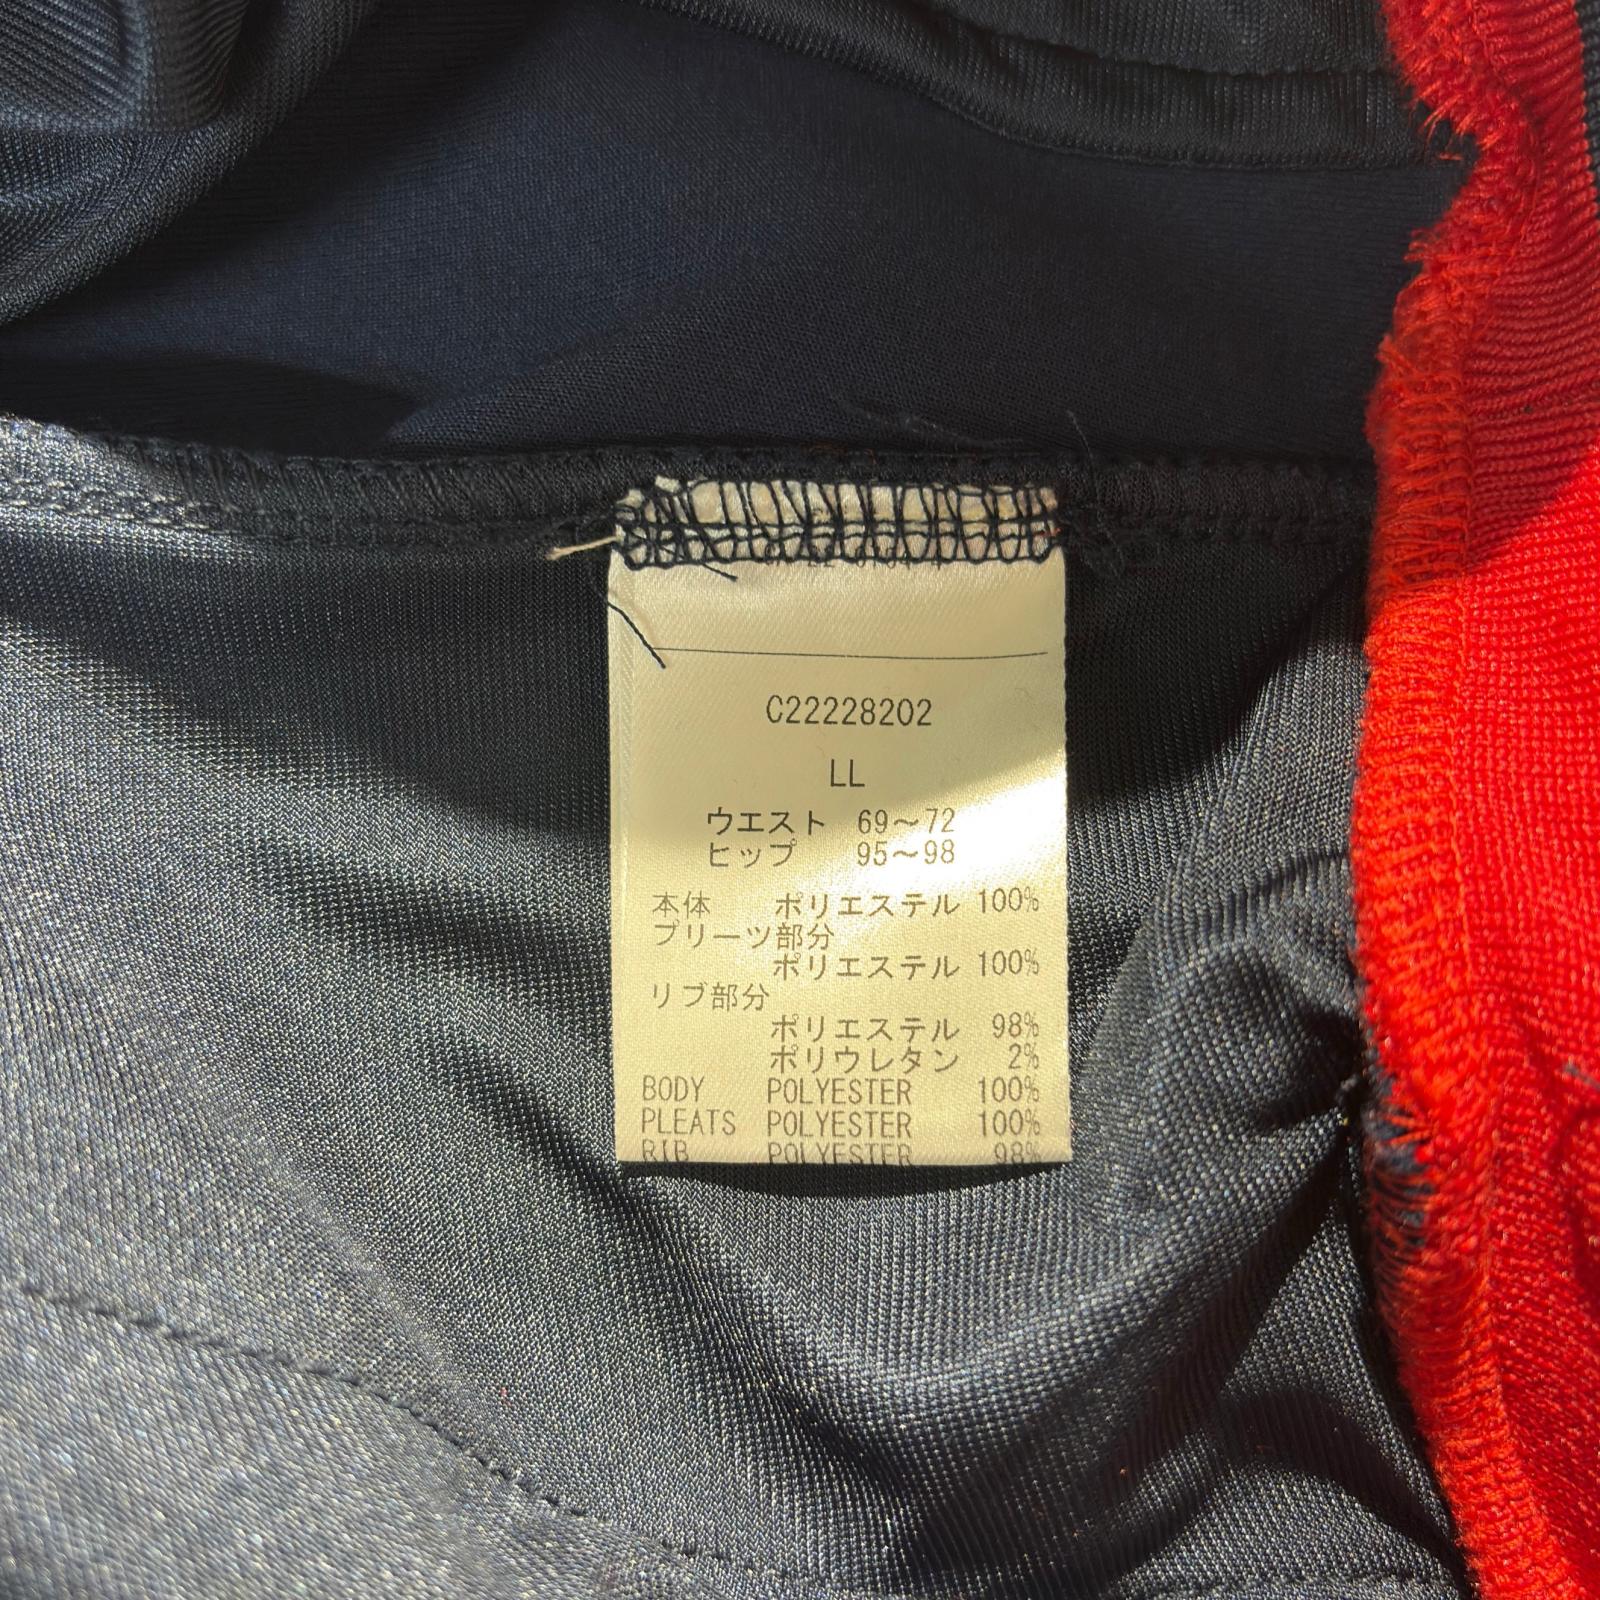 C22228202
LL
ウエスト 69～72
ヒップ 95～98
本体 ポリエステル 100%
プリーツ部分
ポリエステル 100%
リブ部分
ポリエステル 98%
ポリウレタン 2%
BODY POLYESTER 100%
PLEATS POLYESTER 100%
RIB POLYESTER 98%